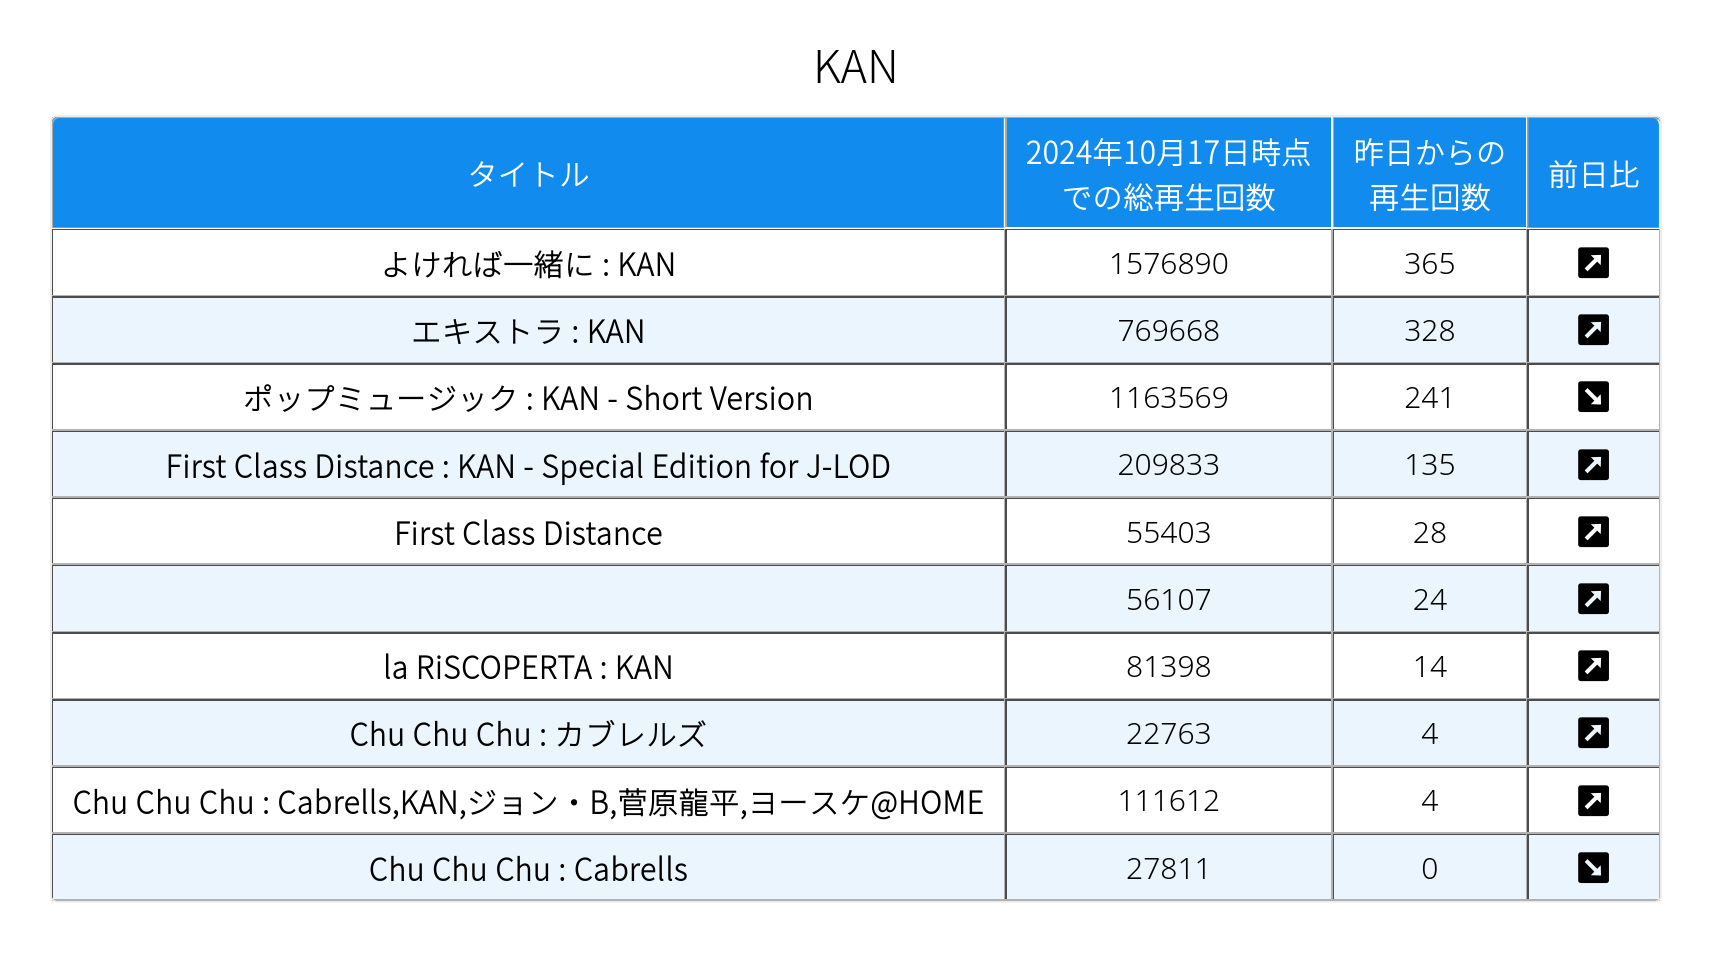 KAN
タイトル
2024年10月17日時点
での総再生回数
昨日からの
再生回数
前日比
よければ一緒に : KAN 1576890 365
エキストラ : KAN 769668 328
ポップミュージック : KAN - Short Version 1163569 241
First Class Distance : KAN - Special Edition for J-LOD 209833 135
First Class Distance 55403 28
56107 24
la RiSCOPERTA : KAN 81398 14
Chu Chu Chu : カブレルズ 22763 4
Chu Chu Chu : Cabrells,KAN,ジョン・B,菅原龍平,ヨースケ@HOME 111612 4
Chu Chu Chu : Cabrells 27811 0